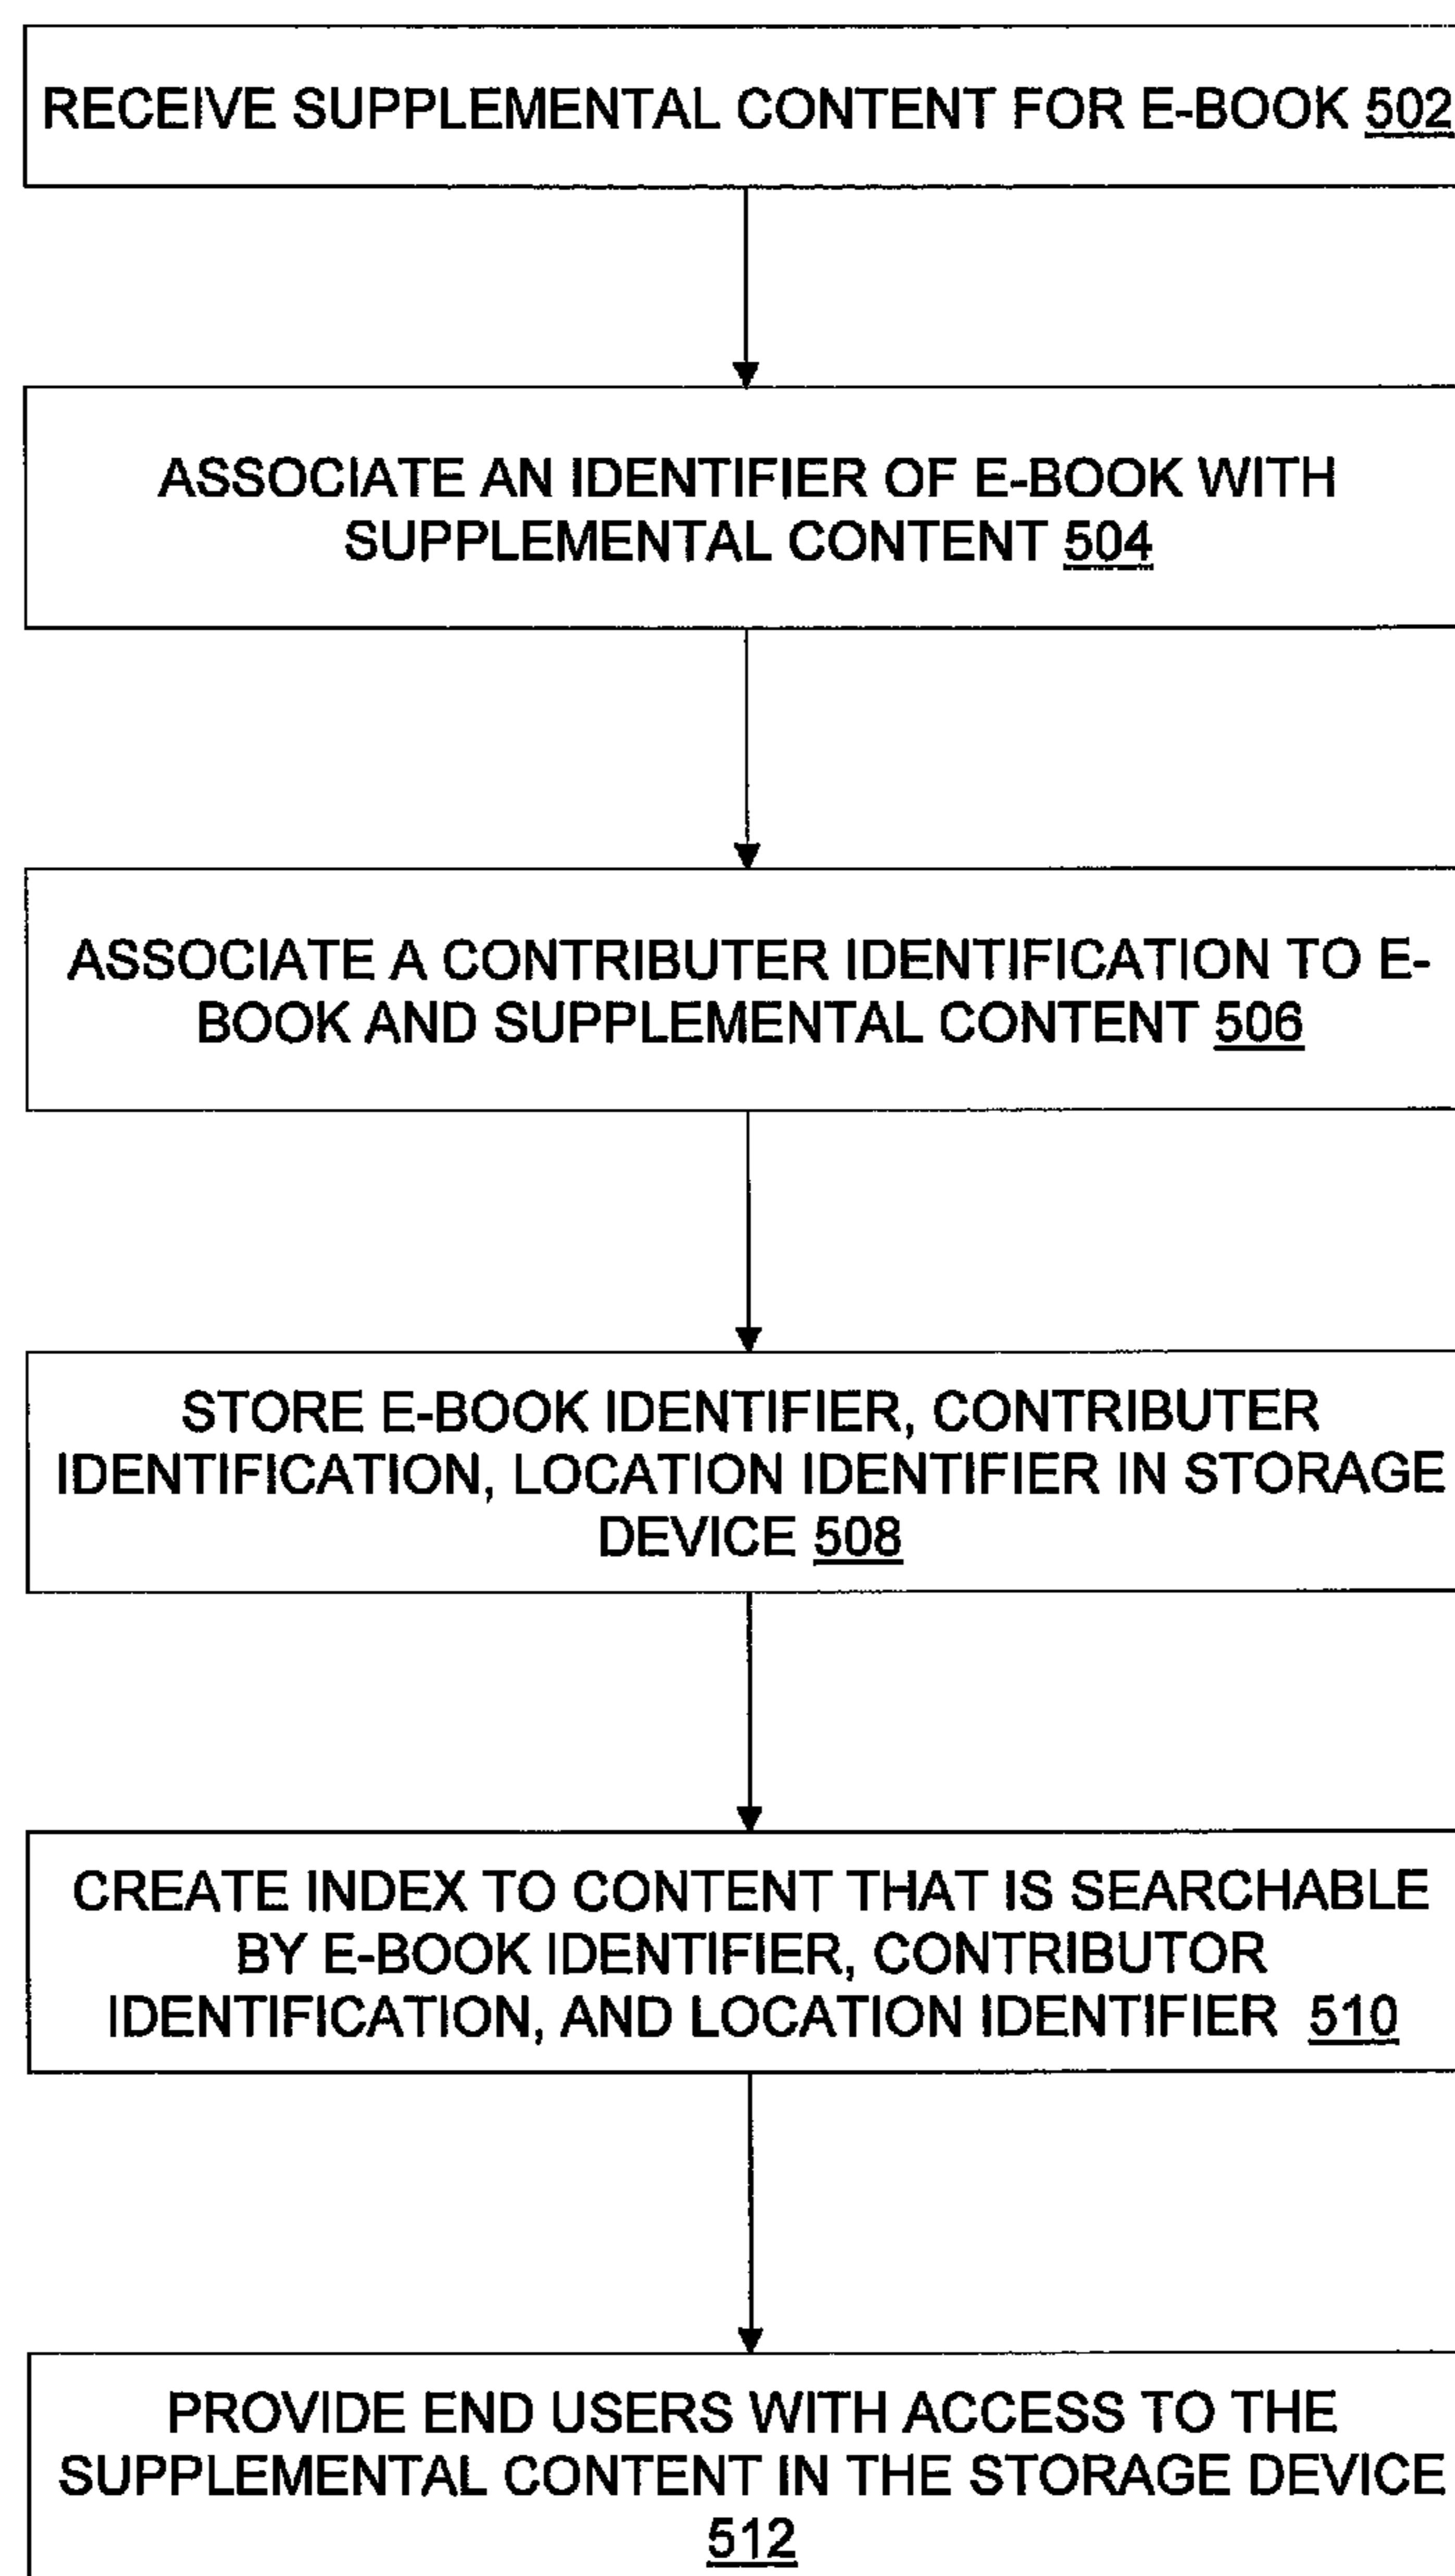 RECEIVE SUPPLEMENTAL CONTENT FOR E-BOOK 502
ASSOCIATE AN IDENTIFIER OF E-BOOK WITH
SUPPLEMENTAL CONTENT 504
ASSOCIATE A CONTRIBUTER IDENTIFICATION TO E-
BOOK AND SUPPLEMENTAL CONTENT 506
STORE E-BOOK IDENTIFIER, CONTRIBUTER
IDENTIFICATION, LOCATION IDENTIFIER IN STORAGE
DEVICE 508
CREATE INDEX TO CONTENT THAT IS SEARCHABLE
BY E-BOOK IDENTIFIER, CONTRIBUTOR
IDENTIFICATION, AND LOCATION IDENTIFIER 510
PROVIDE END USERS WITH ACCESS TO THE
SUPPLEMENTAL CONTENT IN THE STORAGE DEVICE
512